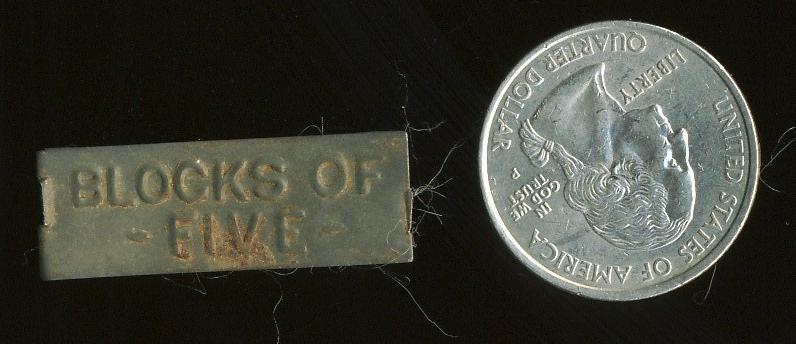 BLOCKS OF
- FIVE -
UNITED STATES OF AMERICA
LIBERTY
IN
GOD WE
TRUST
P
QUARTER DOLLAR